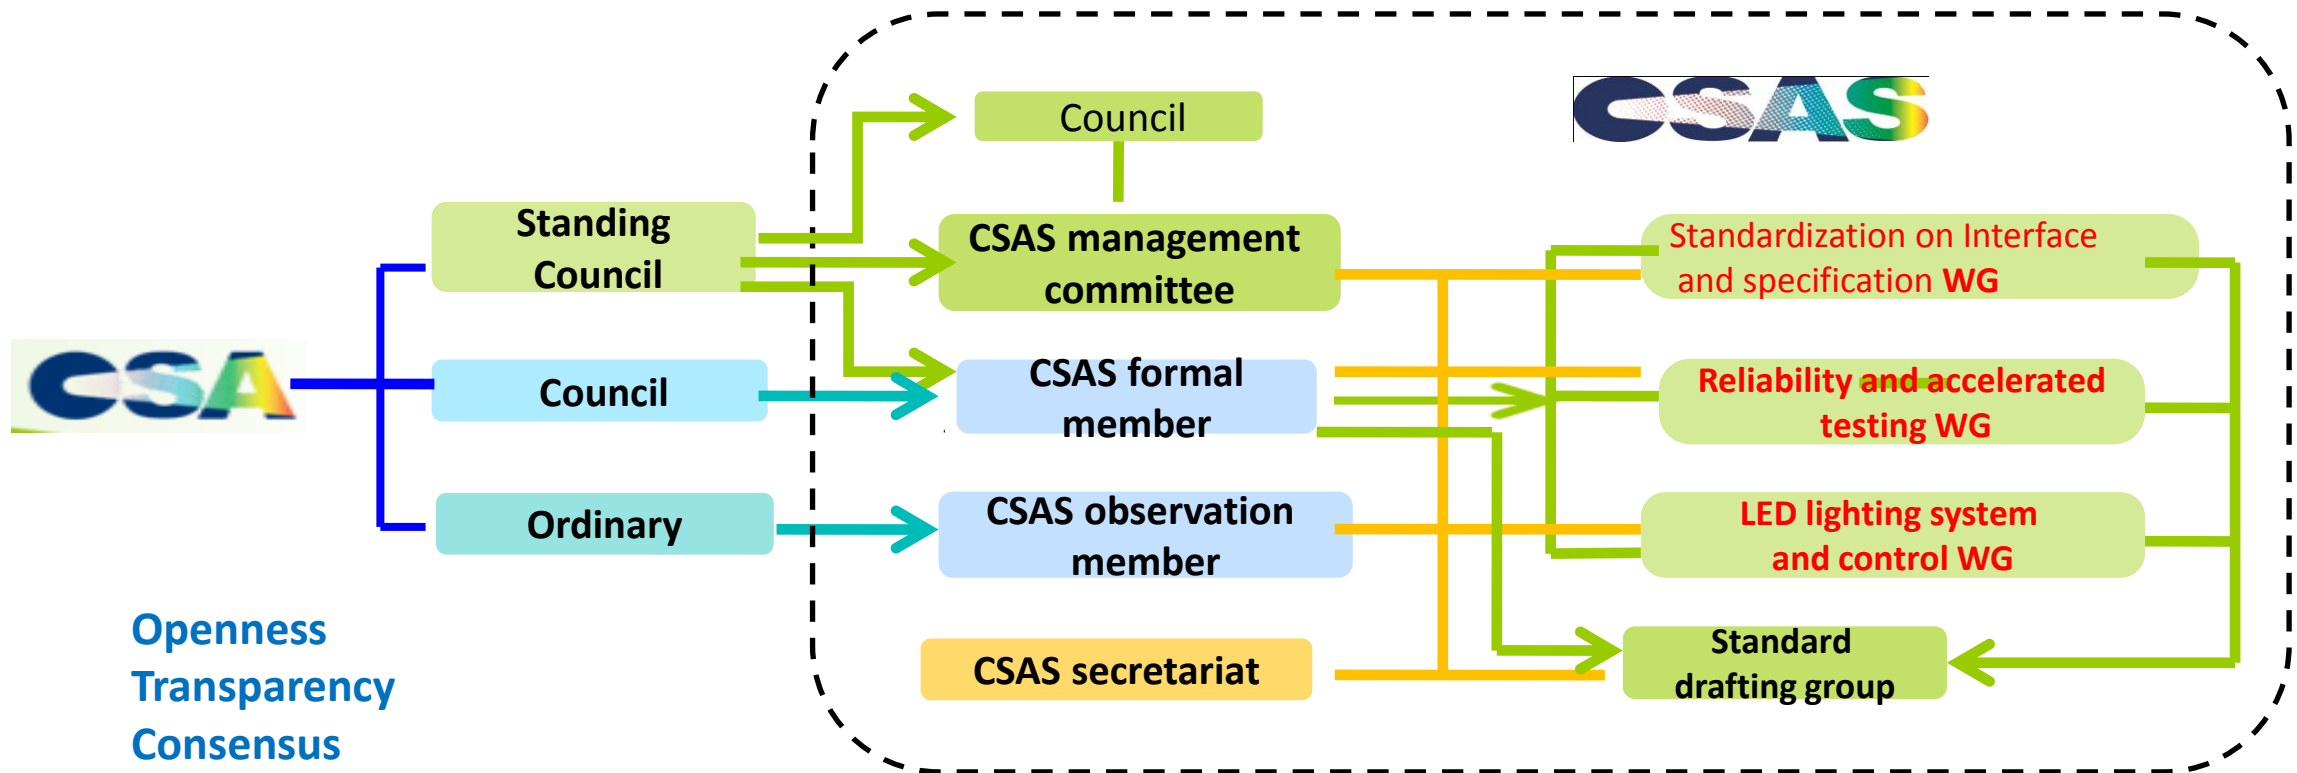 CSA
Standing
Council
Council
Ordinary
Openness
Transparency
Consensus
Council
CSAS management
committee
CSAS formal
member
CSAS observation
member
CSAS secretariat
CSAS
Standardization on Interface
and specification WG
Reliability and accelerated
testing WG
LED lighting system
and control WG
Standard
drafting group